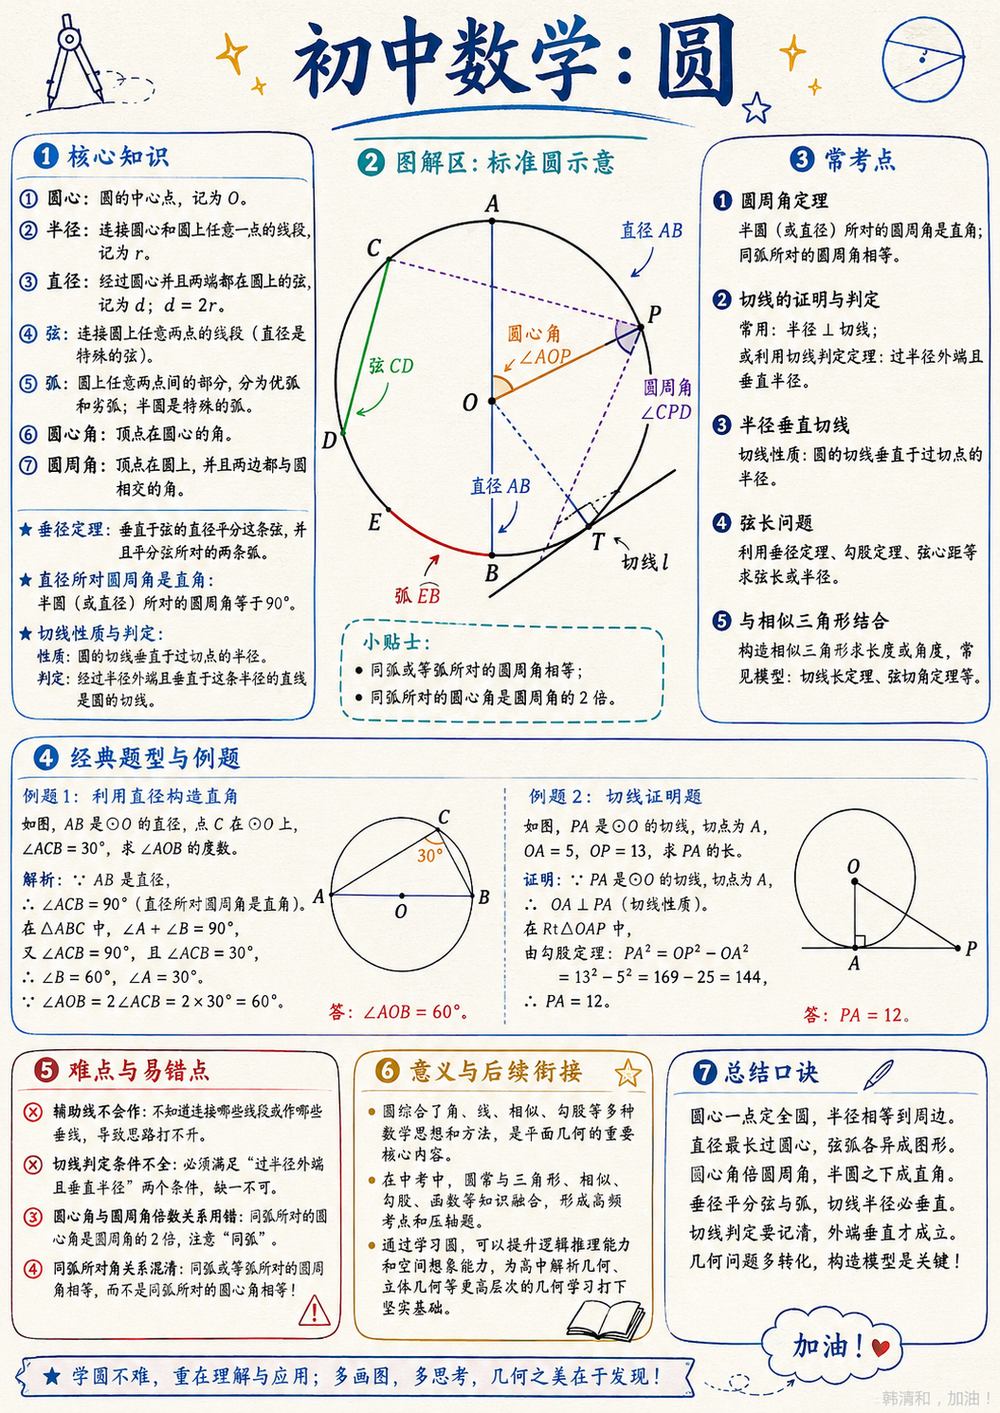 初中数学：圆
1 核心知识
① 圆心：圆的中心点，记为 O。
② 半径：连接圆心和圆上任意一点的线段，
记为 r。
③ 直径：经过圆心并且两端都在圆上的弦，
记为 d；d = 2r。
④ 弦：连接圆上任意两点的线段（直径是
特殊的弦）。
⑤ 弧：圆上任意两点间的部分，分为优弧
和劣弧；半圆是特殊的弧。
⑥ 圆心角：顶点在圆心的角。
⑦ 圆周角：顶点在圆上，并且两边都与圆
相交的角。
★ 垂径定理：垂直于弦的直径平分这条弦，并
且平分弦所对的两条弧。
★ 直径所对圆周角是直角：
半圆（或直径）所对的圆周角等于90°。
★ 切线性质与判定：
性质：圆的切线垂直于过切点的半径。
判定：经过半径外端且垂直于这条半径的直线
是圆的切线。
2 图解区：标准圆示意
A
直径 AB
C
P
圆心角
∠AOP
弦 CD
圆周角
∠CPD
O
D
直径 AB
E
T
切线 l
B
弧 EB
小贴士：
• 同弧或等弧所对的圆周角相等；
• 同弧所对的圆心角是圆周角的 2 倍。
3 常考点
1 圆周角定理
半圆（或直径）所对的圆周角是直角；
同弧所对的圆周角相等。
2 切线的证明与判定
常用：半径 ⊥ 切线；
或利用切线判定定理：过半径外端且
垂直半径。
3 半径垂直切线
切线性质：圆的切线垂直于过切点的
半径。
4 弦长问题
利用垂径定理、勾股定理、弦心距等
求弦长或半径。
5 与相似三角形结合
构造相似三角形求长度或角度，常
见模型：切线长定理、弦切角定理等。
4 经典题型与例题
例题 1：利用直径构造直角
如图，AB 是⊙O 的直径，点 C 在 ⊙O 上，
∠ACB = 30°，求 ∠AOB 的度数。
解析：∵ AB 是直径，
∴ ∠ACB = 90°（直径所对圆周角是直角）。
在 △ABC 中，∠A + ∠B = 90°，
又 ∠ACB = 90°，且 ∠ACB = 30°，
∴ ∠B = 60°，∠A = 30°。
∵ ∠AOB = 2∠ACB = 2 × 30° = 60°。
C
30°
A
O
B
答：∠AOB = 60°。
例题 2：切线证明题
如图，PA 是⊙O 的切线，切点为 A，
OA = 5，OP = 13，求 PA 的长。
证明：∵ PA 是⊙O 的切线，切点为 A，
∴ OA ⊥ PA（切线性质）。
在 Rt△OAP 中，
由勾股定理：PA² = OP² − OA²
= 13² − 5² = 169 − 25 = 144，
∴ PA = 12。
O
A
P
答：PA = 12。
5 难点与易错点
ⓧ 辅助线不会作：不知道连接哪些线段或作哪些
垂线，导致思路打不开。
ⓧ 切线判定条件不全：必须满足“过半径外端
且垂直半径”两个条件，缺一不可。
③ 圆心角与圆周角倍数关系用错：同弧所对的圆
心角是圆周角的 2 倍，注意“同弧”。
④ 同弧所对角关系混清：同弧或等弧所对的圆周
角相等，而不是同弧所对的圆心角相等！
6 意义与后续衔接
• 圆综合了角、线、相似、勾股等多种
数学思想和方法，是平面几何的重要
核心内容。
• 在中考中，圆常与三角形、相似、
勾股、函数等知识融合，形成高频
考点和压轴题。
• 通过学习圆，可以提升逻辑推理能力
和空间想象能力，为高中解析几何、
立体几何等更高层次的几何学习打下
坚实基础。
7 总结口诀
圆心一点定全圆，半径相等到周边。
直径最长过圆心，弦弧各异成图形。
圆心角倍圆周角，半圆之下成直角。
垂径平分弦与弧，切线半径必垂直。
切线判定要记清，外端垂直才成立。
几何问题多转化，构造模型是关键！
加油！
★ 学圆不难，重在理解与应用；多画图，多思考，几何之美在于发现！
韩清和，加油！